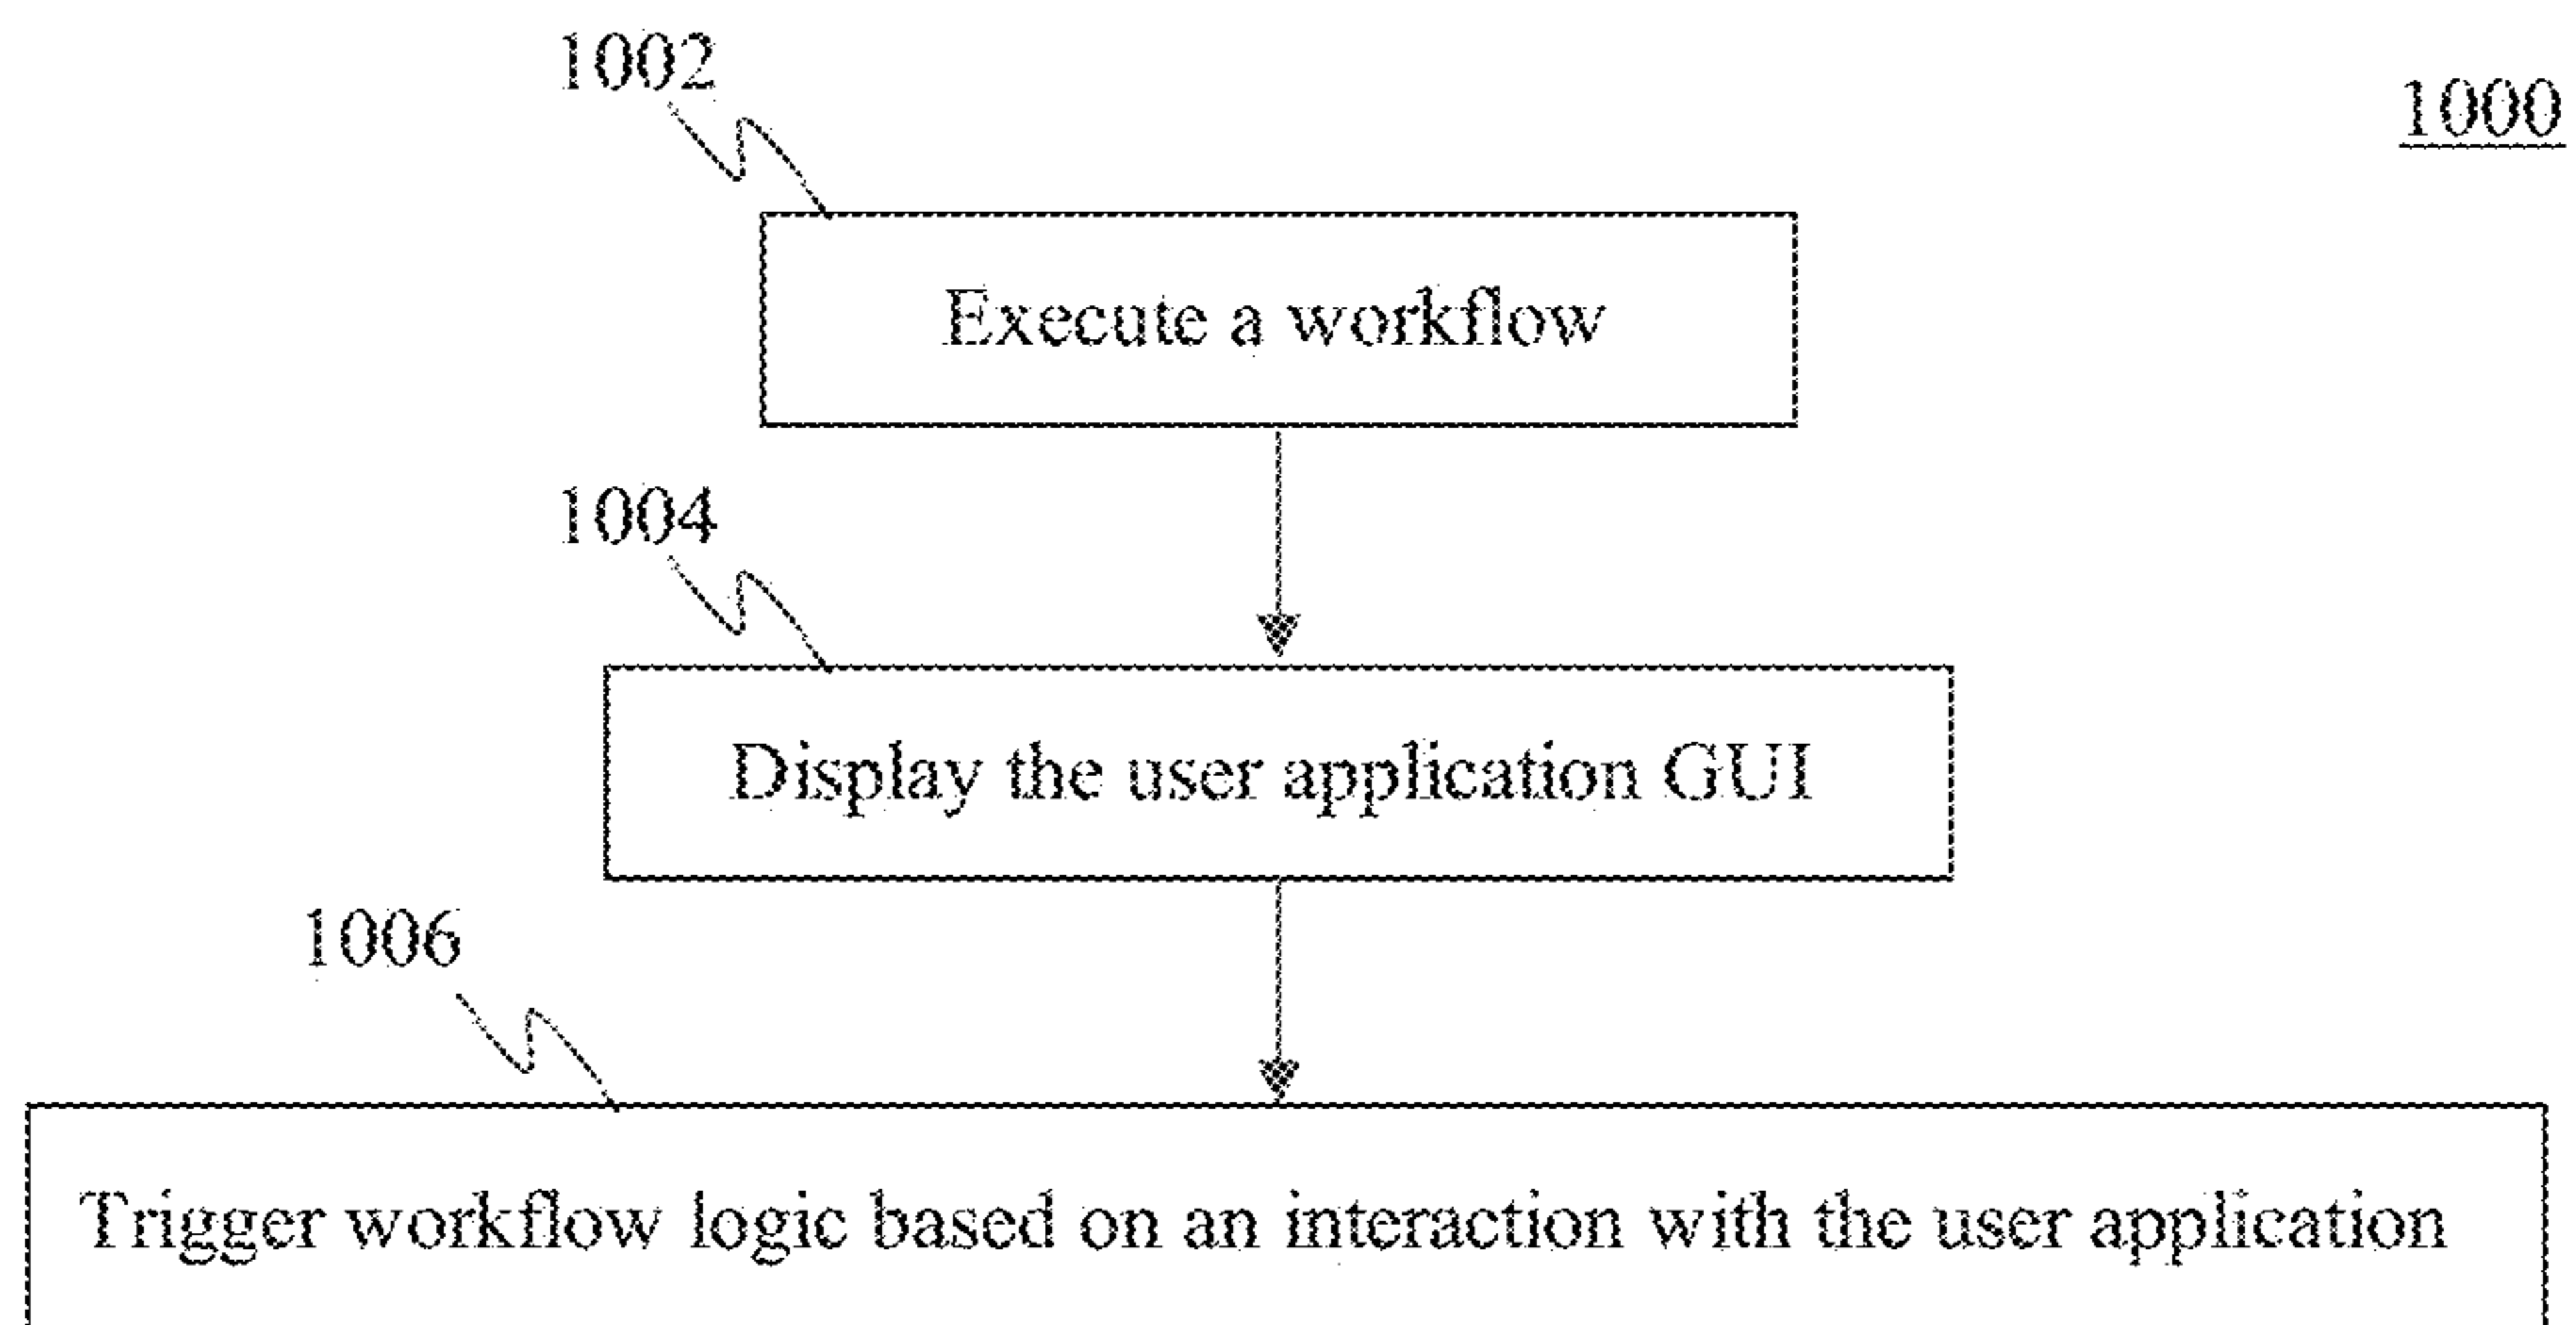 1002
1000
Execute a workflow
1004
Display the user application GUI
1006
Trigger workflow logic based on an interaction with the user application